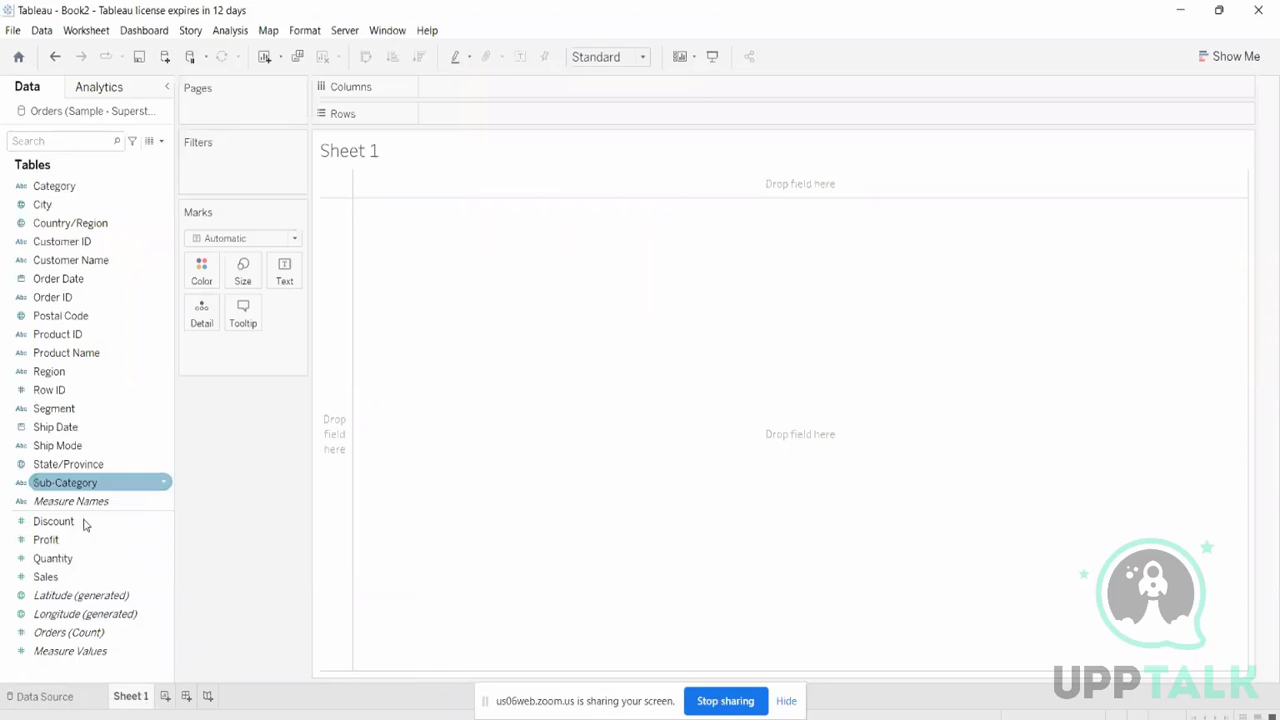 Tableau - Book2 - Tableau license expires in 12 days
File Data Worksheet Dashboard Story Analysis Map Format Server Window Help
Standard
Show Me
Data Analytics
Orders (Sample - Superst...
Search
Tables
Category
City
Country/Region
Customer ID
Customer Name
Order Date
Order ID
Postal Code
Product ID
Product Name
Region
Row ID
Segment
Ship Date
Ship Mode
State/Province
Sub-Category
Measure Names
Discount
Profit
Quantity
Sales
Latitude (generated)
Longitude (generated)
Orders (Count)
Measure Values
Pages
Filters
Marks
Automatic
Color Size Text
Detail Tooltip
Columns
Rows
Sheet 1
Drop field here
Drop
field
here
Drop field here
Data Source Sheet 1
us06web.zoom.us is sharing your screen. Stop sharing Hide
UPPTALK